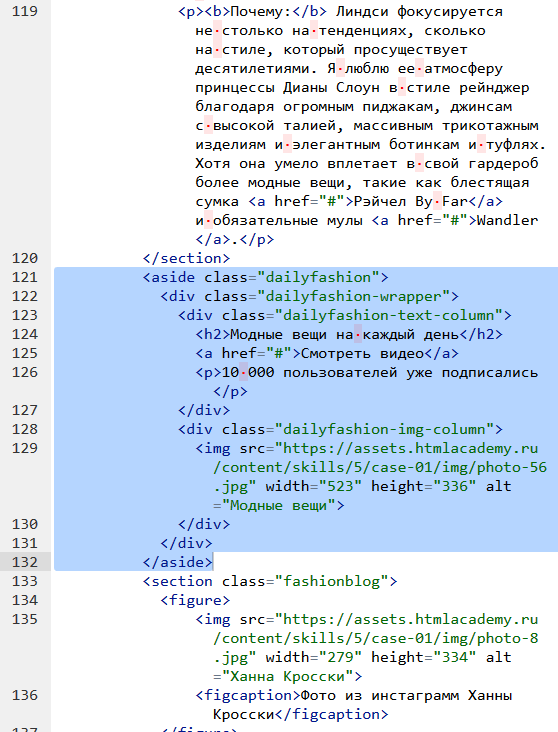 119 <p><b>Почему:</b> Линдси фокусируется
не·столько на·тенденциях, сколько
на·стиле, который просуществует
десятилетиями. Я·люблю ее·атмосферу
принцессы Дианы Слоун в·стиле рейнджер
благодаря огромным пиджакам, джинсам
с·высокой талией, массивным трикотажным
изделиям и·элегантным ботинкам и·туфлях.
Хотя она умело вплетает в·свой гардероб
более модные вещи, такие как блестящая
сумка <a href="#">Рэйчел By·Far</a>
и·обязательные мулы <a href="#">Wandler
</a>.</p>
120 </section>
121 <aside class="dailyfashion">
122 <div class="dailyfashion-wrapper">
123 <div class="dailyfashion-text-column">
124 <h2>Модные вещи на·каждый день</h2>
125 <a href="#">Смотреть видео</a>
126 <p>10·000 пользователей уже подписались
</p>
127 </div>
128 <div class="dailyfashion-img-column">
129 <img src="https://assets.htmlacademy.ru
/content/skills/5/case-01/img/photo-56
.jpg" width="523" height="336" alt
="Модные вещи">
130 </div>
131 </div>
132 </aside>
133 <section class="fashionblog">
134 <figure>
135 <img src="https://assets.htmlacademy.ru
/content/skills/5/case-01/img/photo-8
.jpg" width="279" height="334" alt
="Ханна Кросски">
136 <figcaption>Фото из инстаграмм Ханны
Кросски</figcaption>
137 </figure>